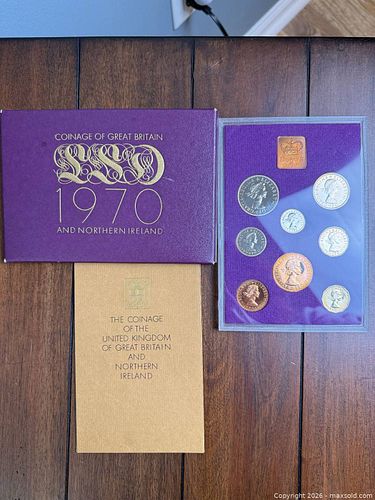 COINAGE OF GREAT BRITAIN
LSD
1970
AND NORTHERN IRELAND
THE COINAGE
OF THE
UNITED KINGDOM
OF GREAT BRITAIN
AND
NORTHERN
IRELAND
Copyright © 2026 - maxsold.com